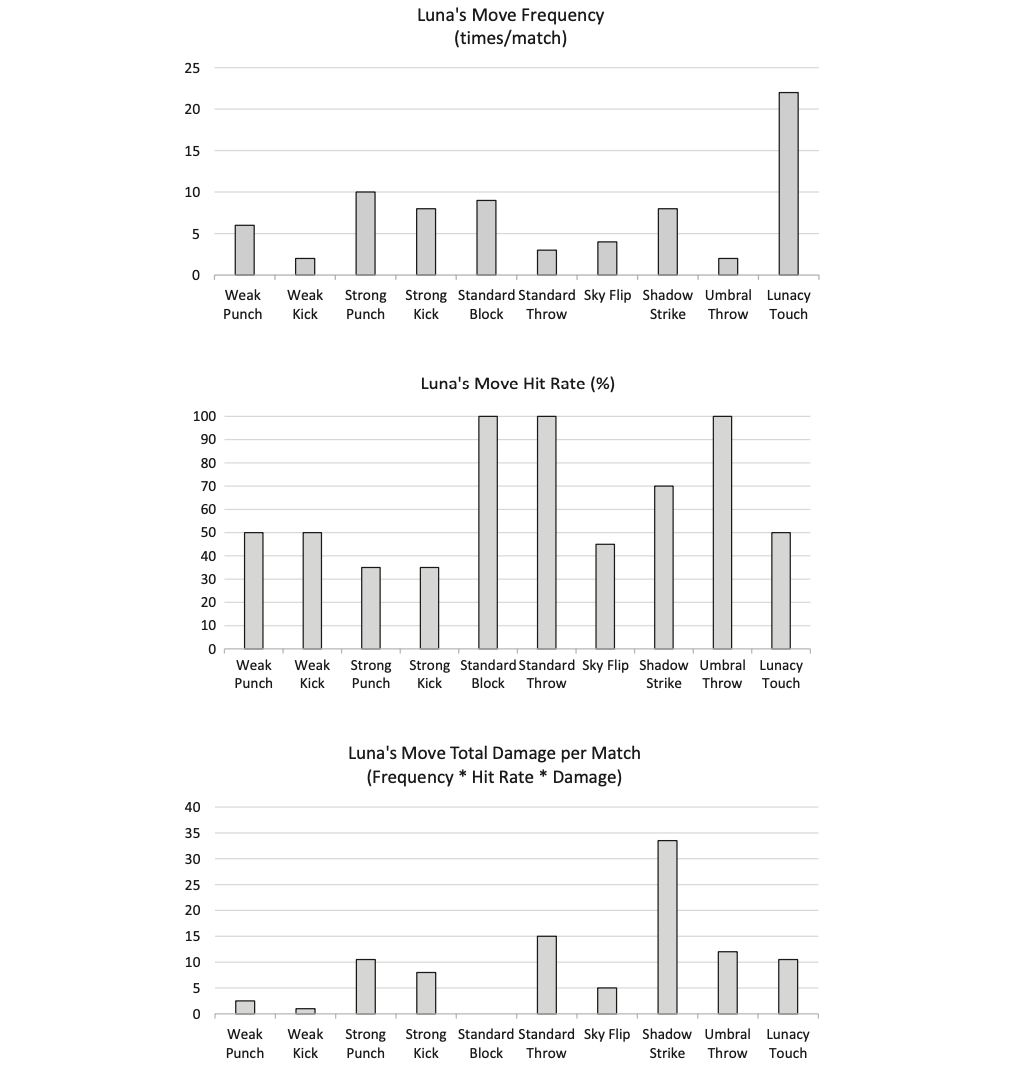 Luna's Move Frequency
(times/match)
25
20
15
10
5
0
Weak Weak Strong Strong Standard Standard Sky Flip Shadow Umbral Lunacy
Punch Kick Punch Kick Block Throw Strike Throw Touch
Luna's Move Hit Rate (%)
100
90
80
70
60
50
40
30
20
10
0
Weak Weak Strong Strong Standard Standard Sky Flip Shadow Umbral Lunacy
Punch Kick Punch Kick Block Throw Strike Throw Touch
Luna's Move Total Damage per Match
(Frequency * Hit Rate * Damage)
40
35
30
25
20
15
10
5
0
Weak Weak Strong Strong Standard Standard Sky Flip Shadow Umbral Lunacy
Punch Kick Punch Kick Block Throw Strike Throw Touch